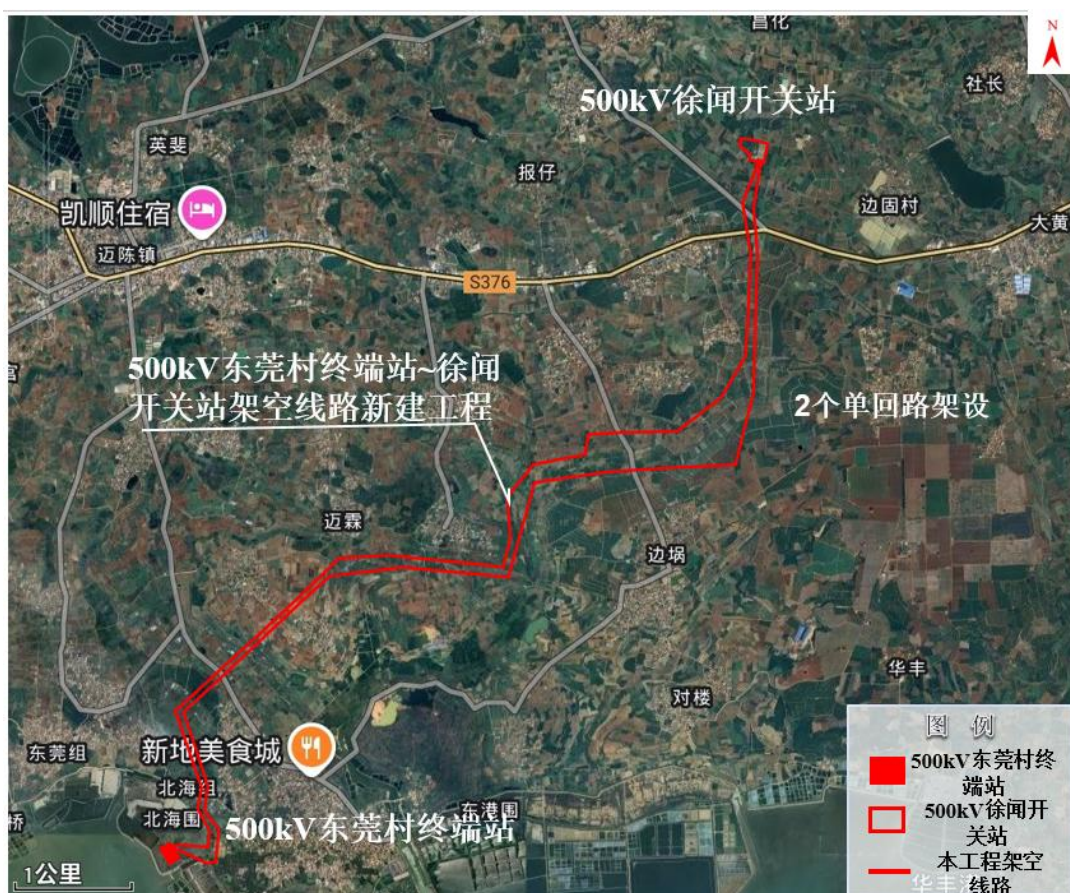 昌化
N
社长
500kV徐闻开关站
英斐
报仔
凯顺住宿
边固村
大黄
迈陈镇
S376
500kV东莞村终端站~徐闻
开关站架空线路新建工程
2个单回路架设
迈霖
边埚
华丰
对楼
图 例
东莞组
新地美食城
500kV东莞村终
端站
北海组
东港围
500kV徐闻开
关站
桥
北海围
500kV东莞村终端站
本工程架空
线路
1公里
华丰